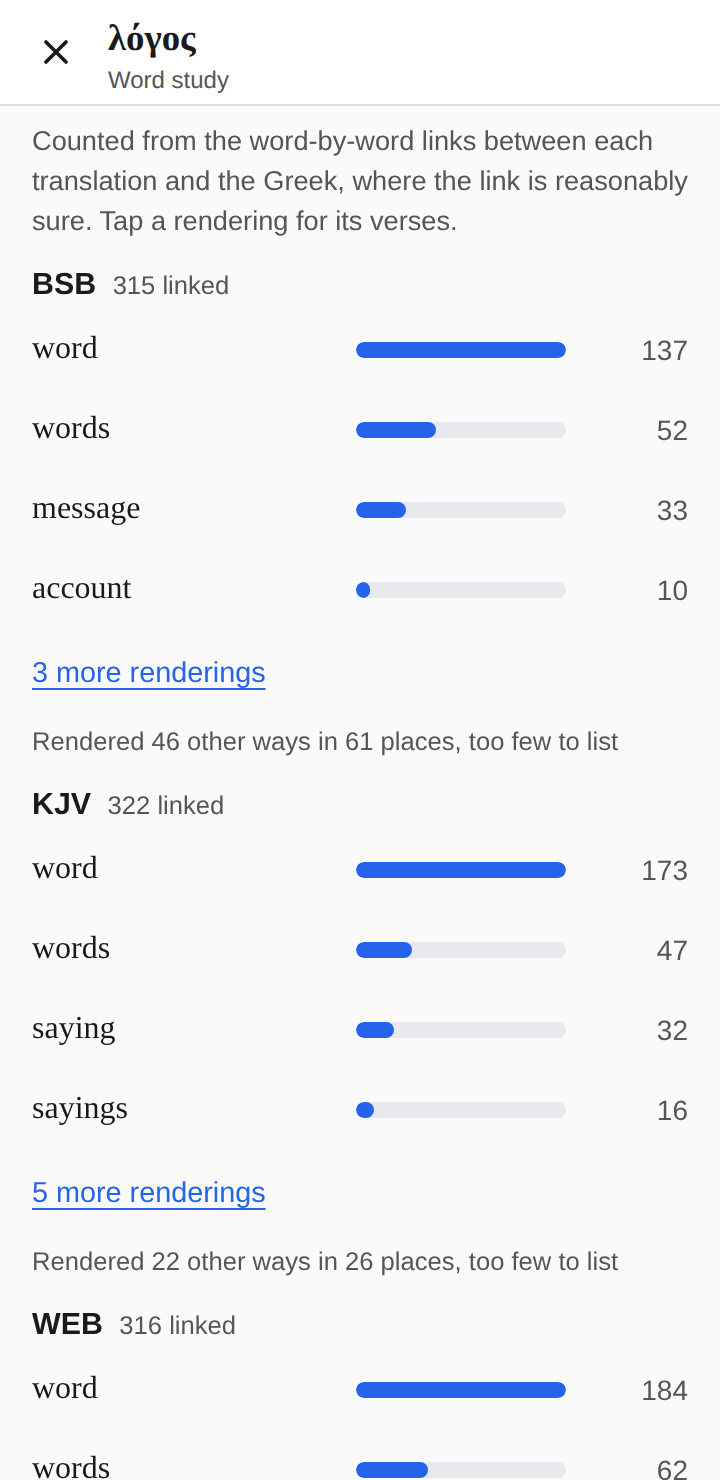 λόγος
Word study
Counted from the word-by-word links between each
translation and the Greek, where the link is reasonably
sure. Tap a rendering for its verses.
BSB 315 linked
word 137
words 52
message 33
account 10
3 more renderings
Rendered 46 other ways in 61 places, too few to list
KJV 322 linked
word 173
words 47
saying 32
sayings 16
5 more renderings
Rendered 22 other ways in 26 places, too few to list
WEB 316 linked
word 184
words 62